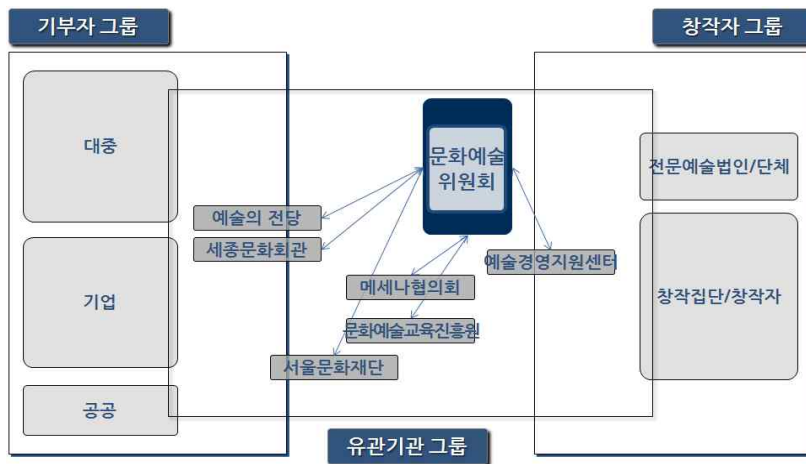 기부자 그룹
창작자 그룹
대중
문화예술
위원회
전문예술법인/단체
예술의 전당
세종문화회관
예술경영지원센터
메세나협의회
기업
창작집단/창작자
문화예술교육진흥원
서울문화재단
공공
유관기관 그룹